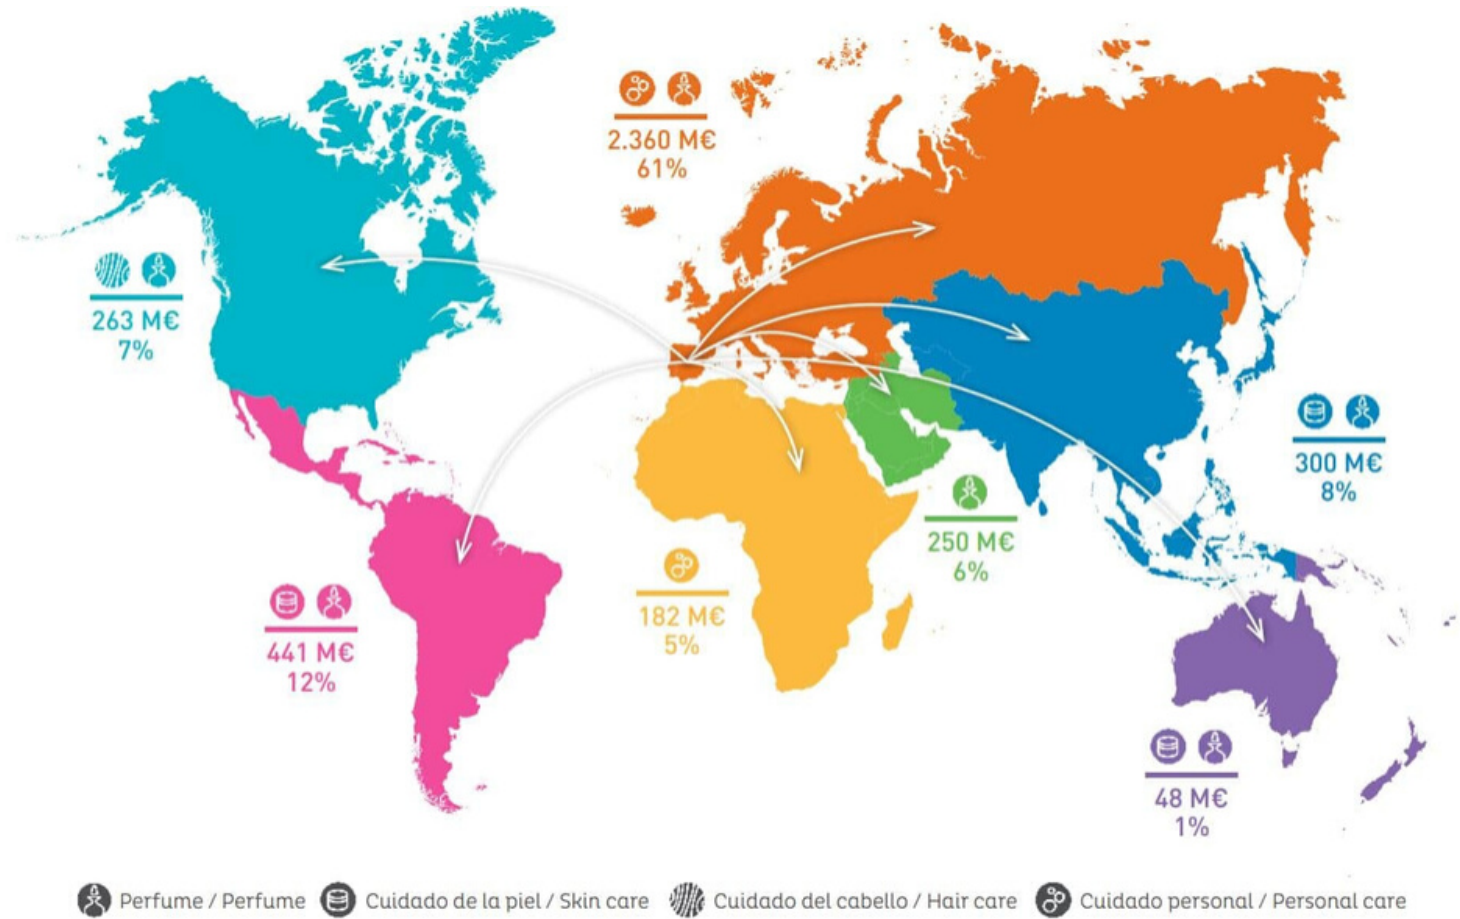 2.360 M€
61%
263 M€
7%
300 M€
8%
250 M€
6%
182 M€
5%
441 M€
12%
48 M€
1%
Perfume / Perfume
Cuidado de la piel / Skin care
Cuidado del cabello / Hair care
Cuidado personal / Personal care